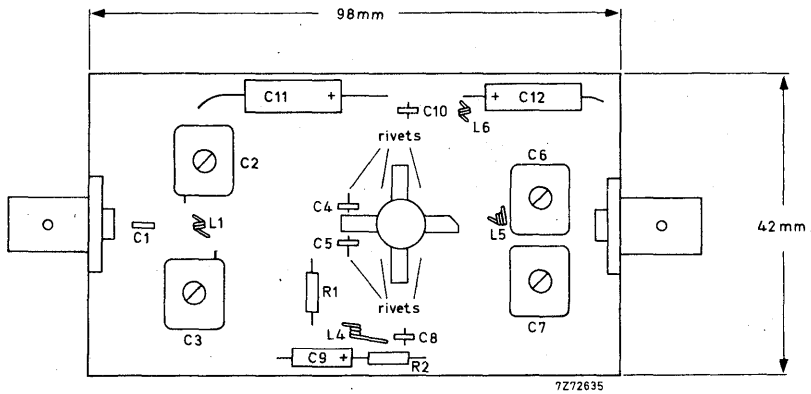 98mm
C11 +
C10
+ C12
L6
rivets
C2
C6
C4
C1
L1
L5
42mm
C5
R1
rivets
C3
L4
C8
C7
C9 +
R2
7Z72635